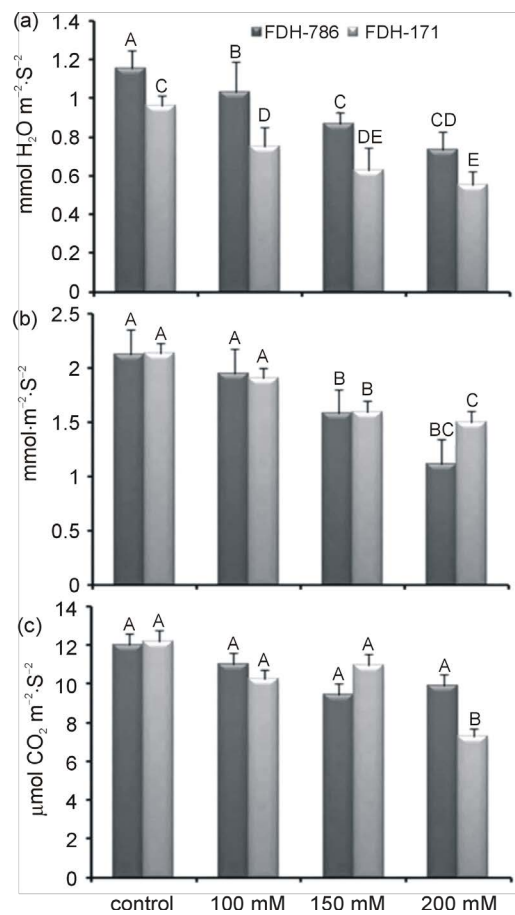 (a)
FDH-786 FDH-171
mmol H₂O m⁻²·S⁻²
1.4
1.2
1
0.8
0.6
0.4
0.2
0
A
C
B
D
C
DE
CD
E
(b)
mmol·m⁻²·S⁻²
2.5
2
1.5
1
0.5
0
A
A
A
A
B
B
BC
C
(c)
µmol CO₂ m⁻²·S⁻²
14
12
10
8
6
4
2
0
A
A
A
A
A
A
A
B
control 100 mM 150 mM 200 mM